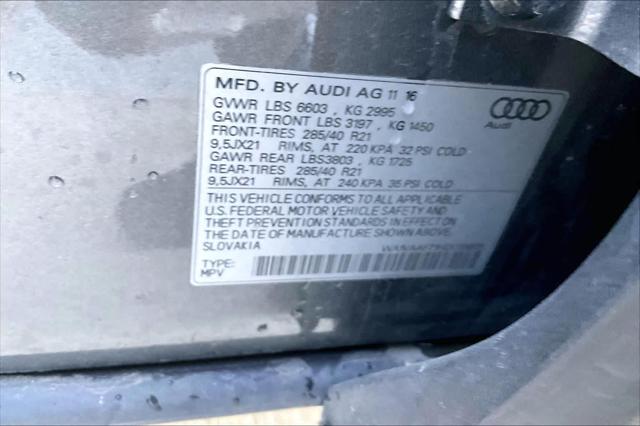 MFD. BY AUDI AG 11 16
GVWR LBS 6603 , KG 2995
GAWR FRONT LBS 3197 , KG 1450
FRONT-TIRES 285/40 R21
9,5JX21 RIMS, AT 220 KPA 32 PSI COLD
GAWR REAR LBS3803 , KG 1725
REAR-TIRES 285/40 R21
9,5JX21 RIMS, AT 240 KPA 35 PSI COLD
Audi
THIS VEHICLE CONFORMS TO ALL APPLICABLE
U.S. FEDERAL MOTOR VEHICLE SAFETY AND
THEFT PREVENTION STANDARDS IN EFFECT ON
THE DATE OF MANUFACTURE SHOWN ABOVE.
SLOVAKIA
TYPE:
MPV